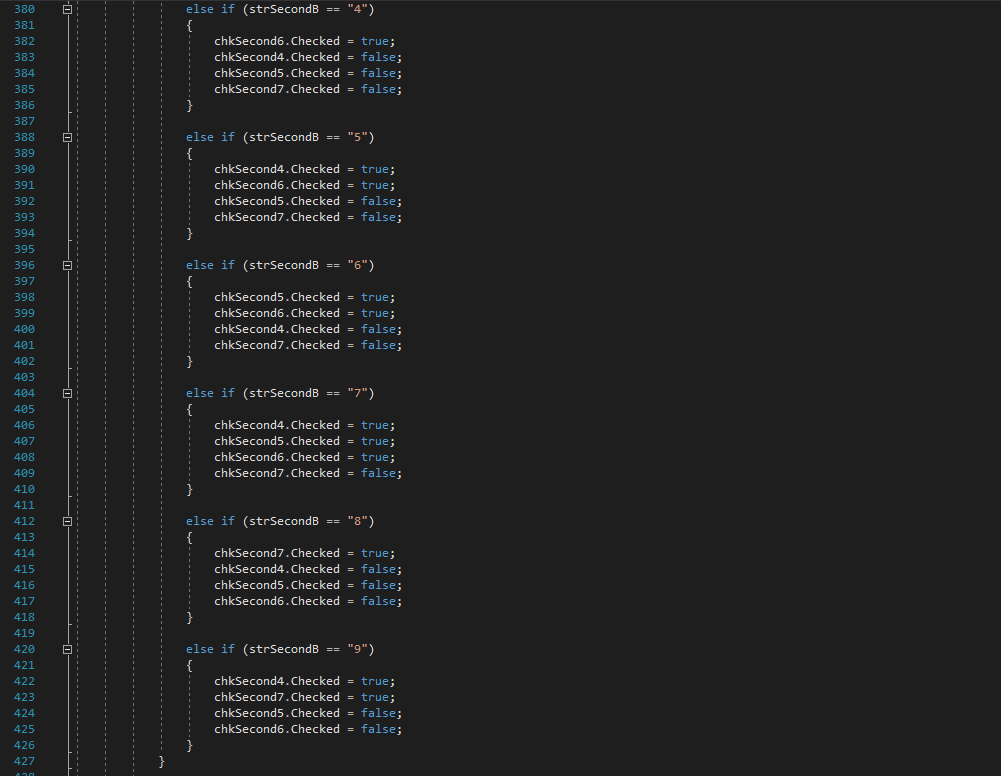 380 else if (strSecondB == "4")
381 {
382 chkSecond6.Checked = true;
383 chkSecond4.Checked = false;
384 chkSecond5.Checked = false;
385 chkSecond7.Checked = false;
386 }
387
388 else if (strSecondB == "5")
389 {
390 chkSecond4.Checked = true;
391 chkSecond6.Checked = true;
392 chkSecond5.Checked = false;
393 chkSecond7.Checked = false;
394 }
395
396 else if (strSecondB == "6")
397 {
398 chkSecond5.Checked = true;
399 chkSecond6.Checked = true;
400 chkSecond4.Checked = false;
401 chkSecond7.Checked = false;
402 }
403
404 else if (strSecondB == "7")
405 {
406 chkSecond4.Checked = true;
407 chkSecond5.Checked = true;
408 chkSecond6.Checked = true;
409 chkSecond7.Checked = false;
410 }
411
412 else if (strSecondB == "8")
413 {
414 chkSecond7.Checked = true;
415 chkSecond4.Checked = false;
416 chkSecond5.Checked = false;
417 chkSecond6.Checked = false;
418 }
419
420 else if (strSecondB == "9")
421 {
422 chkSecond4.Checked = true;
423 chkSecond7.Checked = true;
424 chkSecond5.Checked = false;
425 chkSecond6.Checked = false;
426 }
427 }